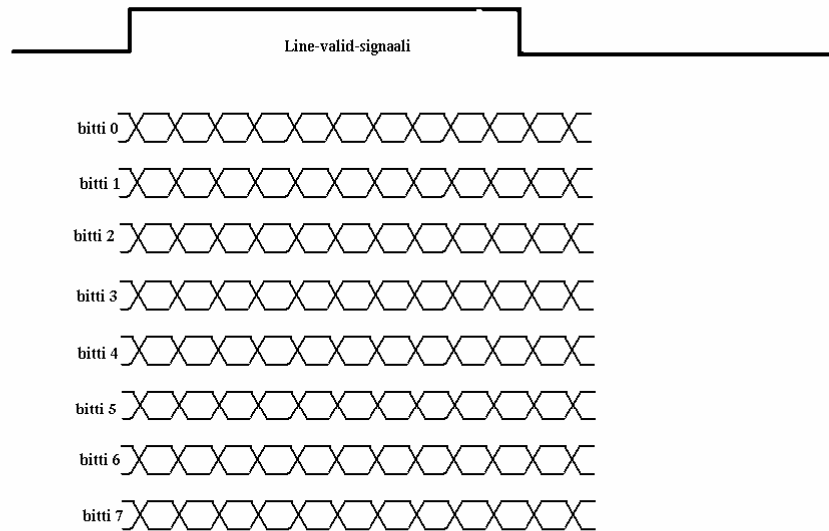 Line-valid-signaali
bitti 0
bitti 1
bitti 2
bitti 3
bitti 4
bitti 5
bitti 6
bitti 7